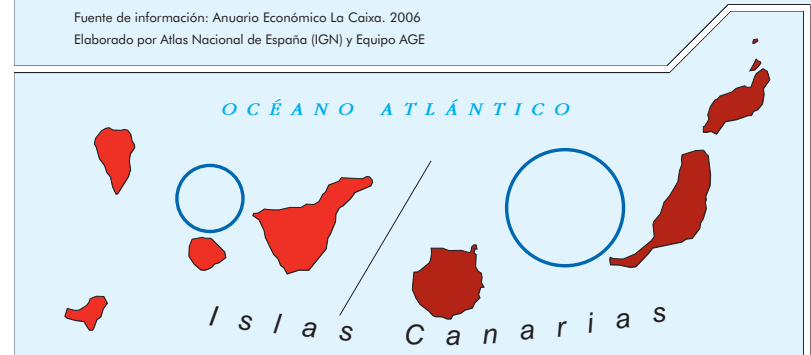 Fuente de información: Anuario Económico La Caixa. 2006
Elaborado por Atlas Nacional de España (IGN) y Equipo AGE
OCÉANO ATLÁNTICO
Islas Canarias